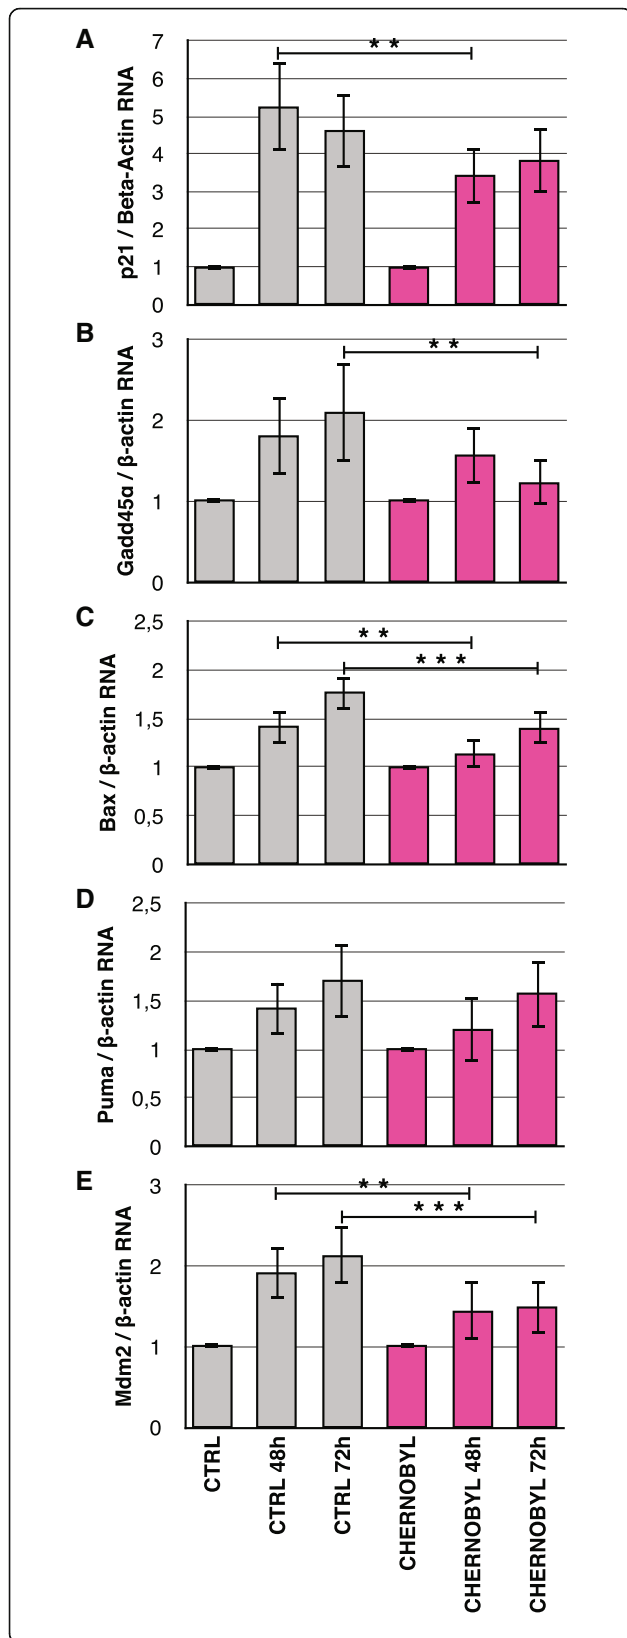 A
p21 / Beta-Actin RNA
7
6
5
4
3
2
1
0
* *
B
Gadd45α / β-actin RNA
3
2
1
0
* *
C
Bax / β-actin RNA
2,5
2
1,5
1
0,5
0
* *
* * *
D
Puma / β-actin RNA
2,5
2
1,5
1
0,5
0
E
Mdm2 / β-actin RNA
3
2
1
0
* *
* * *
CTRL
CTRL 48h
CTRL 72h
CHERNOBYL
CHERNOBYL 48h
CHERNOBYL 72h